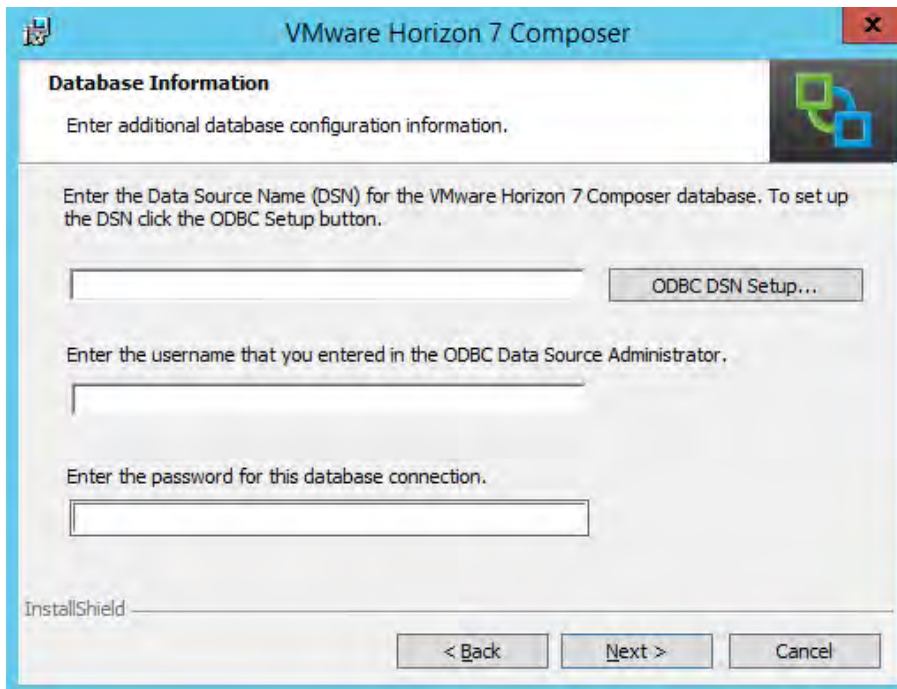 VMware Horizon 7 Composer
x
Database Information
Enter additional database configuration information.
Enter the Data Source Name (DSN) for the VMware Horizon 7 Composer database. To set up
the DSN click the ODBC Setup button.
ODBC DSN Setup...
Enter the username that you entered in the ODBC Data Source Administrator.
Enter the password for this database connection.
InstallShield
< Back
Next >
Cancel